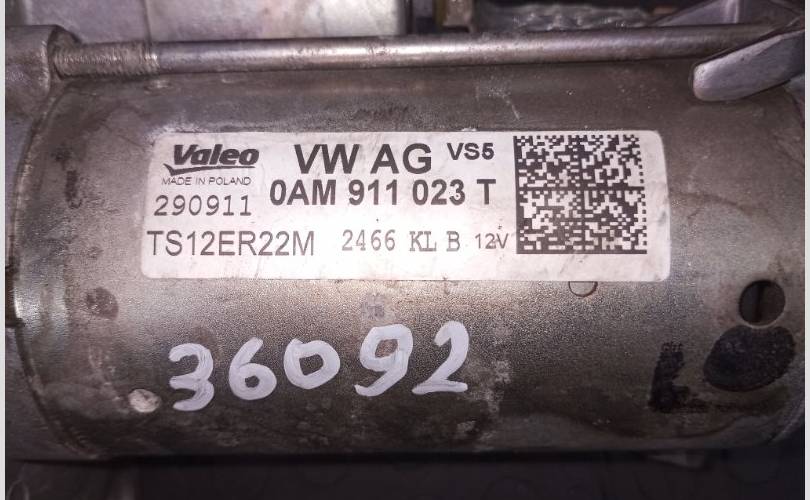 Valeo VW AG VS5
MADE IN POLAND
290911 0AM 911 023 T
TS12ER22M 2466 KL B 12V
36092